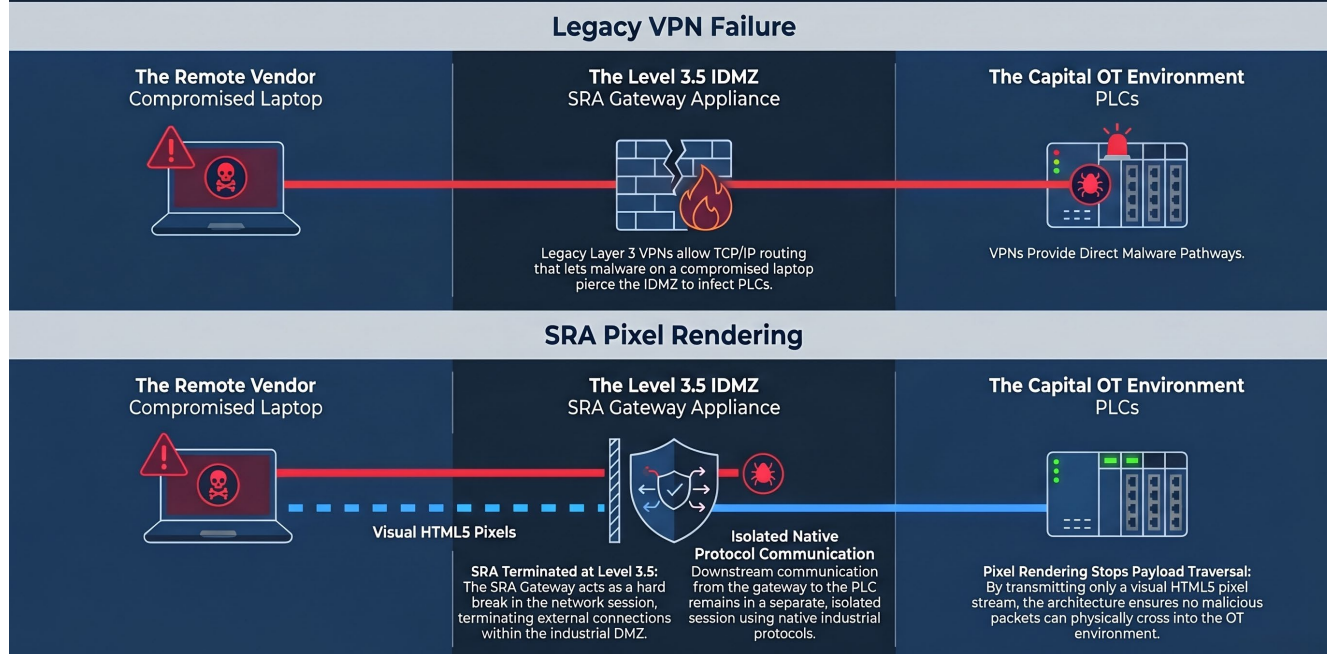 Legacy VPN Failure
The Remote Vendor
Compromised Laptop
The Level 3.5 IDMZ
SRA Gateway Appliance
The Capital OT Environment
PLCs
Legacy Layer 3 VPNs allow TCP/IP routing
that lets malware on a compromised laptop
pierce the IDMZ to infect PLCs.
VPNs Provide Direct Malware Pathways.
SRA Pixel Rendering
The Remote Vendor
Compromised Laptop
The Level 3.5 IDMZ
SRA Gateway Appliance
The Capital OT Environment
PLCs
Visual HTML5 Pixels
SRA Terminated at Level 3.5:
The SRA Gateway acts as a hard
break in the network session,
terminating external connections
within the industrial DMZ.
Isolated Native
Protocol Communication
Downstream communication
from the gateway to the PLC
remains in a separate, isolated
session using native industrial
protocols.
Pixel Rendering Stops Payload Traversal:
By transmitting only a visual HTML5 pixel
stream, the architecture ensures no malicious
packets can physically cross into the OT
environment.